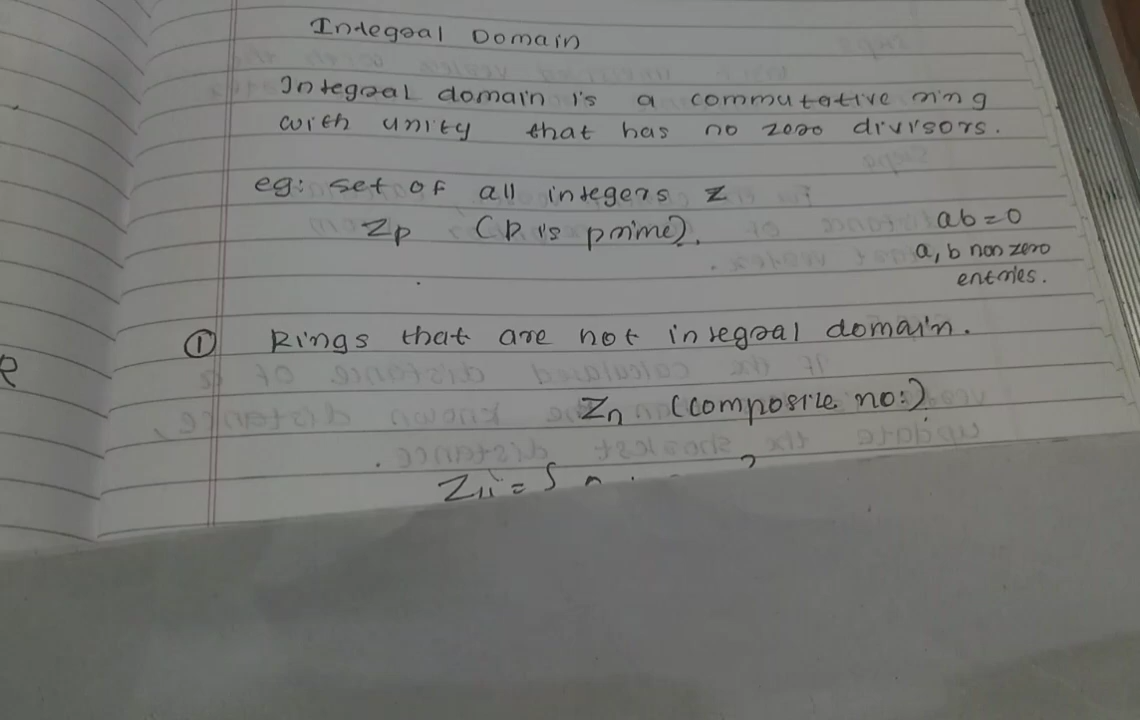 Integral Domain
Integral domain is a commutative ring
with unity that has no zero divisors.
eg: set of all integers Z
Zp (p is prime).
ab = 0
a, b non zero
entries.
① Rings that are not integral domain.
Zn (composite no:)